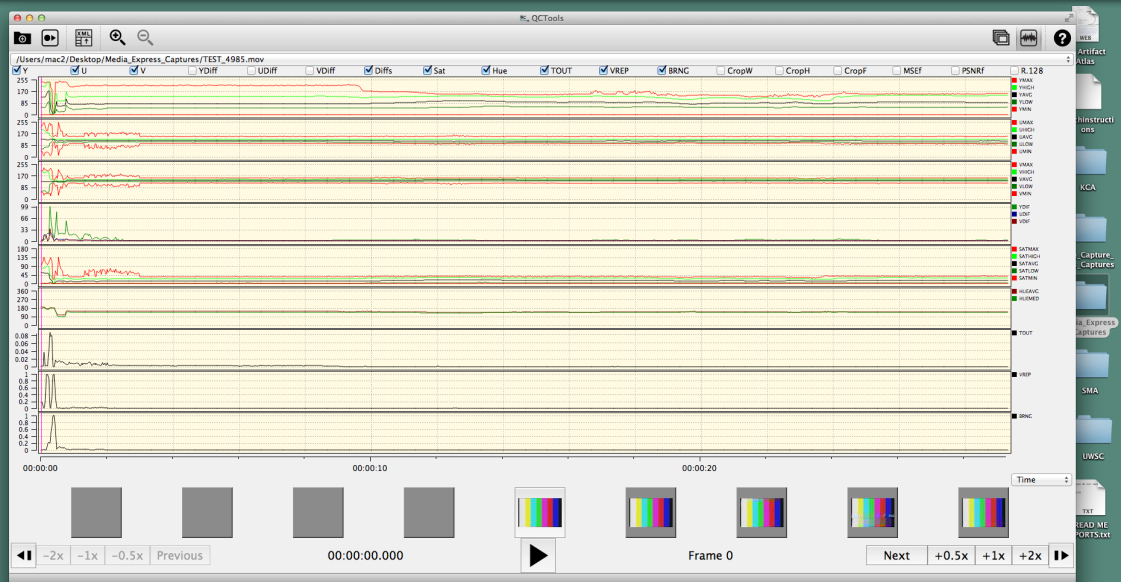 QCTools
XML
/Users/mac2/Desktop/Media_Express_Captures/TEST_4985.mov
Y U V YDiff UDiff VDiff Diffs Sat Hue TOUT VREP BRNG CropW CropH CropF MSEf PSNRf R.128
255
170
85
0
YMAX
YHIGH
YAVG
YLOW
YMIN
255
170
85
0
UMAX
UHIGH
UAVG
ULOW
UMIN
255
170
85
0
VMAX
VHIGH
VAVG
VLOW
VMIN
99
66
33
0
YDIF
UDIF
VDIF
180
135
90
45
0
SATMAX
SATHIGH
SATAVG
SATLOW
SATMIN
360
270
180
90
0
HUEAVG
HUEMED
0.08
0.06
0.04
0.02
0
TOUT
1
0.8
0.6
0.4
0.2
0
VREP
1
0.8
0.6
0.4
0.2
0
BRNG
00:00:00 00:00:10 00:00:20
Time
-2x -1x -0.5x Previous 00:00:00.000 Frame 0 Next +0.5x +1x +2x
WEB
Artifact
Atlas
chinstructi
ons
KCA
_Capture_
_Captures
ia_Express
Captures
SMA
UWSC
TXT
READ ME
PORTS.txt